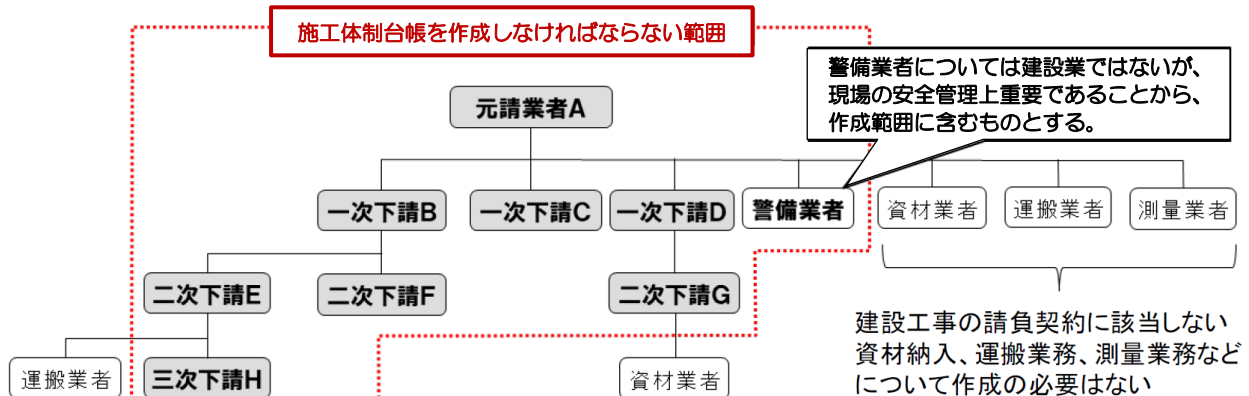 施工体制台帳を作成しなければならない範囲
警備業者については建設業ではないが、
現場の安全管理上重要であることから、
作成範囲に含むものとする。
元請業者A
一次下請B
一次下請C
一次下請D
警備業者
資材業者
運搬業者
測量業者
二次下請E
二次下請F
二次下請G
建設工事の請負契約に該当しない
資材納入、運搬業務、測量業務など
について作成の必要はない
運搬業者
三次下請H
資材業者